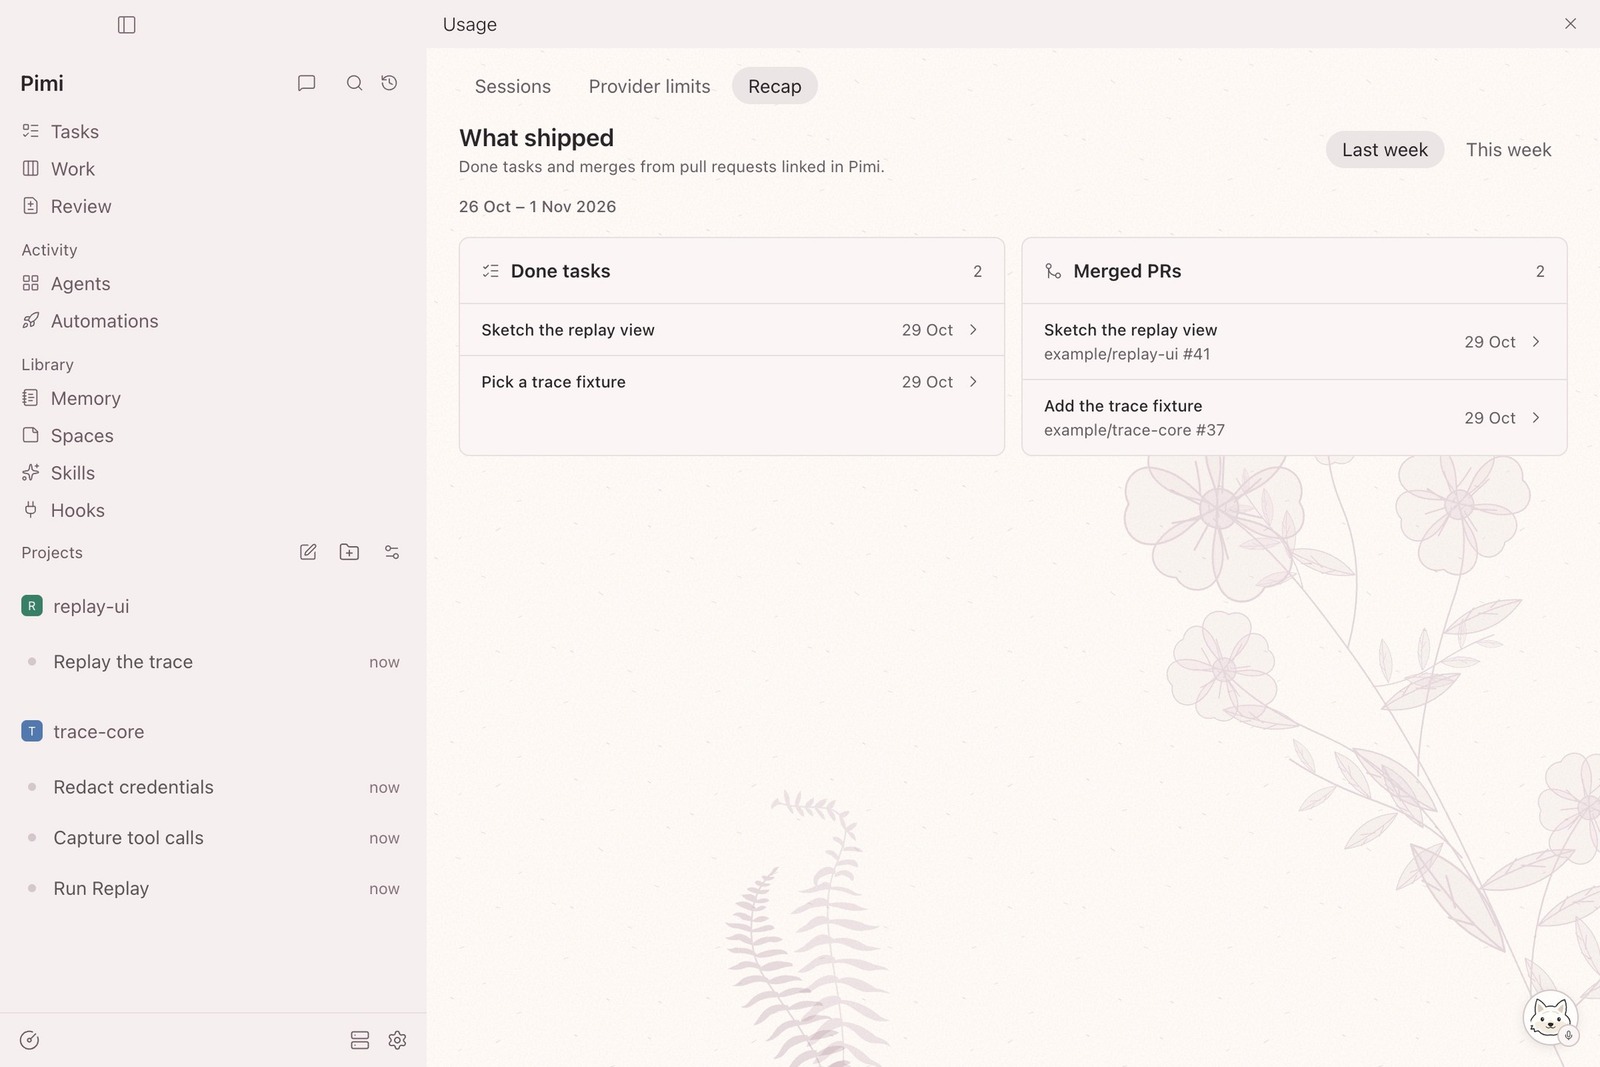 Usage
Pimi
Tasks
Work
Review
Activity
Agents
Automations
Library
Memory
Spaces
Skills
Hooks
Projects
R replay-ui
Replay the trace now
T trace-core
Redact credentials now
Capture tool calls now
Run Replay now
Sessions Provider limits Recap
What shipped
Done tasks and merges from pull requests linked in Pimi.
Last week This week
26 Oct – 1 Nov 2026
Done tasks 2
Sketch the replay view 29 Oct
Pick a trace fixture 29 Oct
Merged PRs 2
Sketch the replay view
example/replay-ui #41
29 Oct
Add the trace fixture
example/trace-core #37
29 Oct